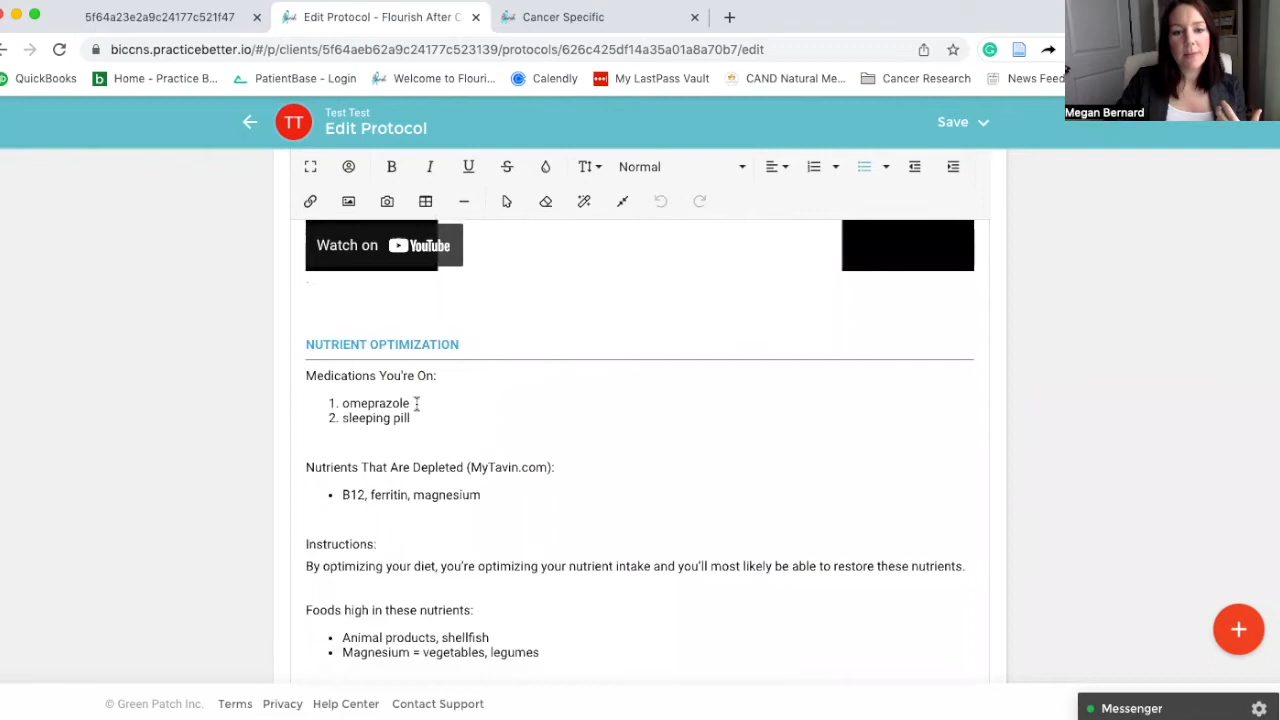 5f64a23e2a9c24177c521f47
Edit Protocol - Flourish After C
Cancer Specific
biccns.practicebetter.io/#/p/clients/5f64aeb62a9c24177c523139/protocols/626c425df14a35a01a8a70b7/edit
QuickBooks
Home - Practice B...
PatientBase - Login
Welcome to Flouri...
Calendly
My LastPass Vault
CAND Natural Me...
Cancer Research
News Feed
Megan Bernard
TT
Test Test
Edit Protocol
Save
Normal
Watch on YouTube
NUTRIENT OPTIMIZATION
Medications You're On:
1. omeprazole
2. sleeping pill
Nutrients That Are Depleted (MyTavin.com):
• B12, ferritin, magnesium
Instructions:
By optimizing your diet, you're optimizing your nutrient intake and you'll most likely be able to restore these nutrients.
Foods high in these nutrients:
• Animal products, shellfish
• Magnesium = vegetables, legumes
© Green Patch Inc. Terms Privacy Help Center Contact Support
Messenger